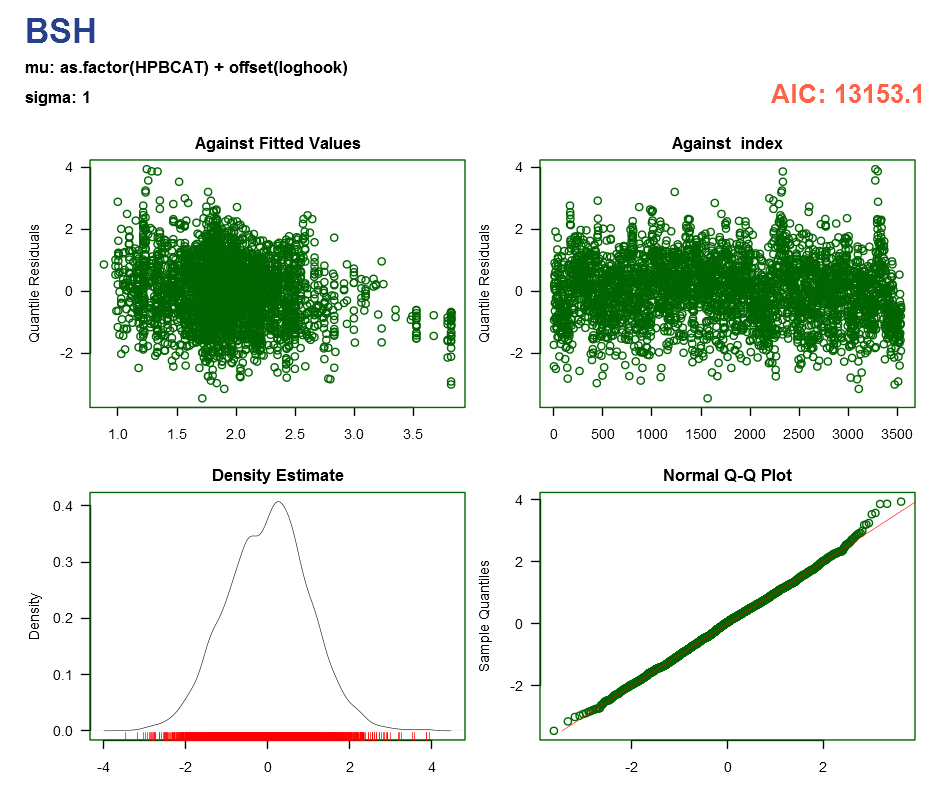 BSH
mu: as.factor(HPBCAT) + offset(loghook)
sigma: 1
AIC: 13153.1
Against Fitted Values
Quantile Residuals
4
2
0
-2
1.0 1.5 2.0 2.5 3.0 3.5
Against index
Quantile Residuals
4
2
0
-2
0 500 1000 1500 2000 2500 3000 3500
Density Estimate
Density
0.4
0.3
0.2
0.1
0.0
-4 -2 0 2 4
Normal Q-Q Plot
Sample Quantiles
4
2
0
-2
-2 0 2